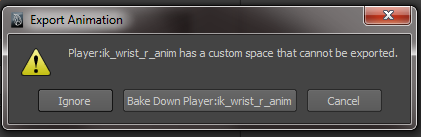 Export Animation
Player:ik_wrist_r_anim has a custom space that cannot be exported.
Ignore
Bake Down Player:ik_wrist_r_anim
Cancel